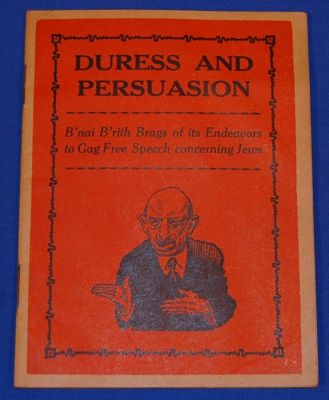 DURESS AND
PERSUASION
B'nai B'rith Brags of its Endeavors
to Gag Free Speech concerning Jews